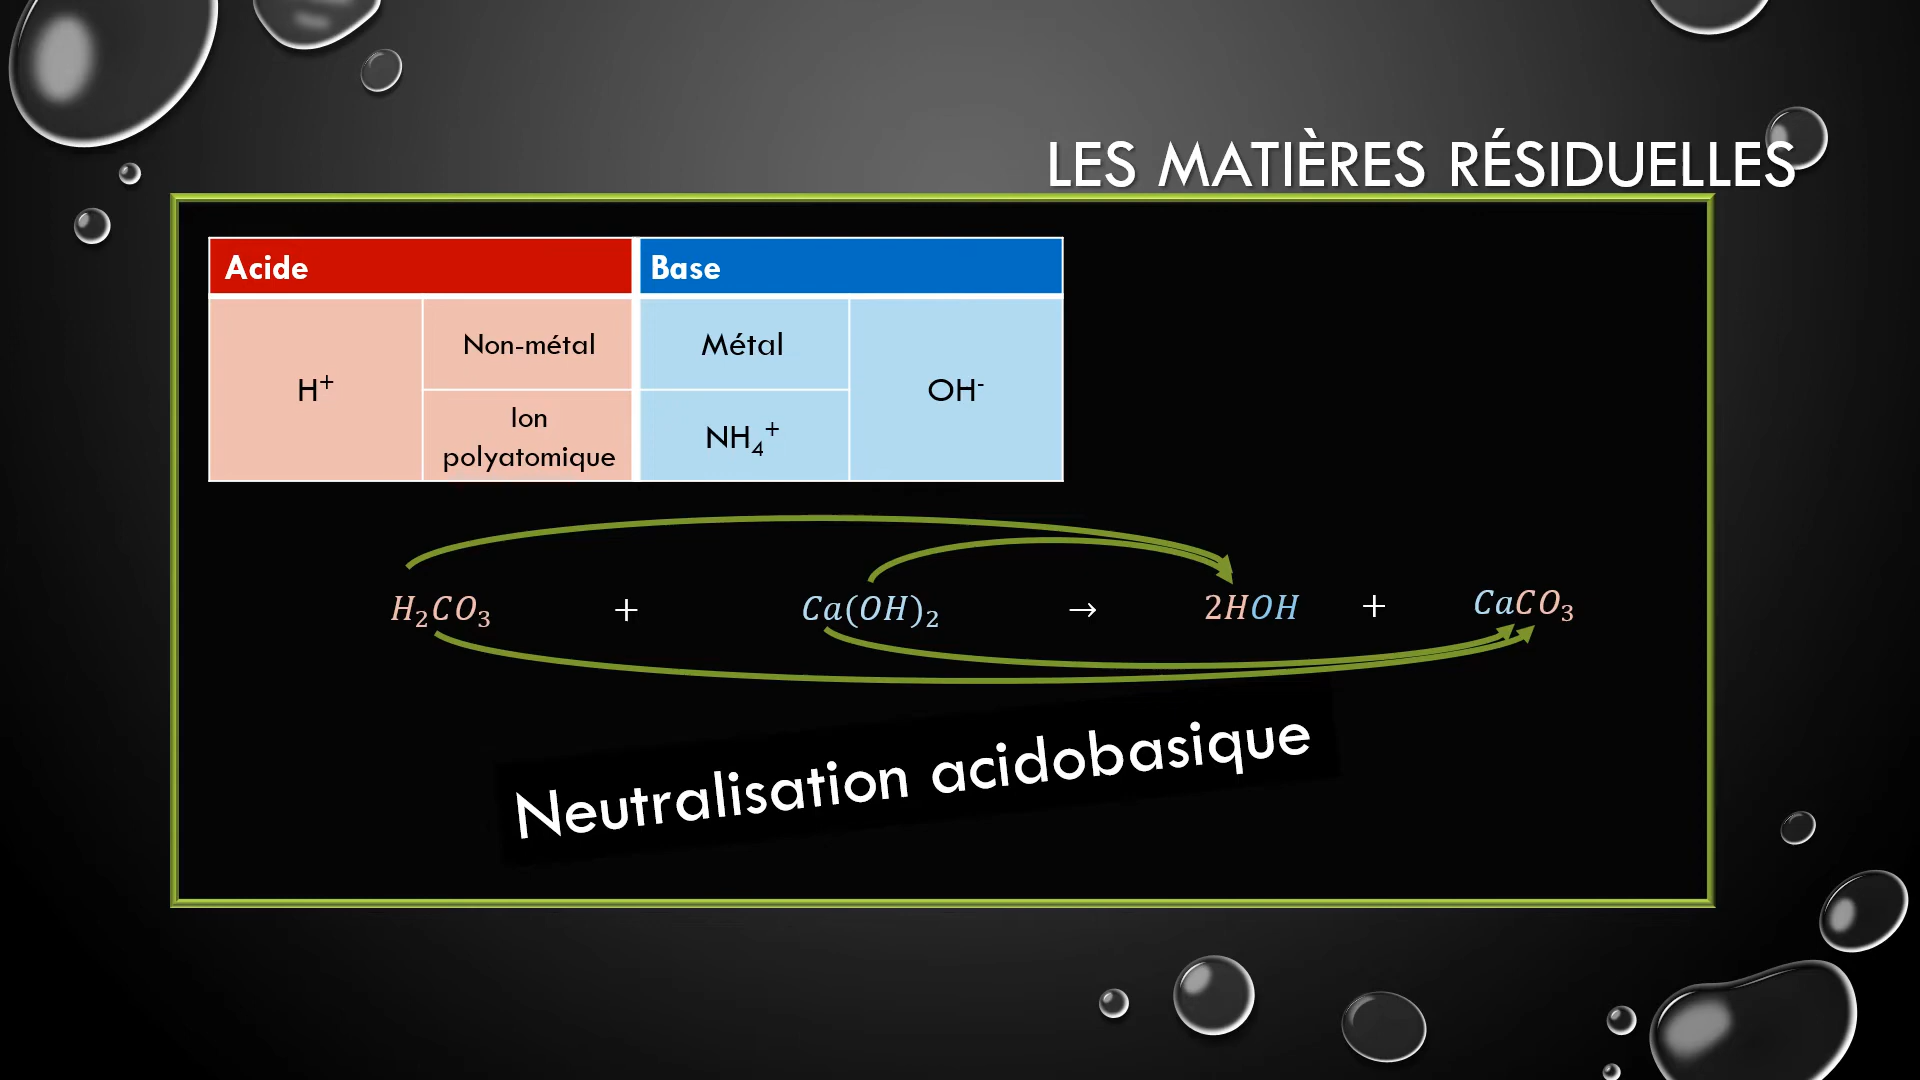 LES MATIÈRES RÉSIDUELLES
Acide Base
H⁺ Non-métal Métal OH⁻
Ion polyatomique NH₄⁺
H₂CO₃ + Ca(OH)₂ → 2HOH + CaCO₃
Neutralisation acidobasique